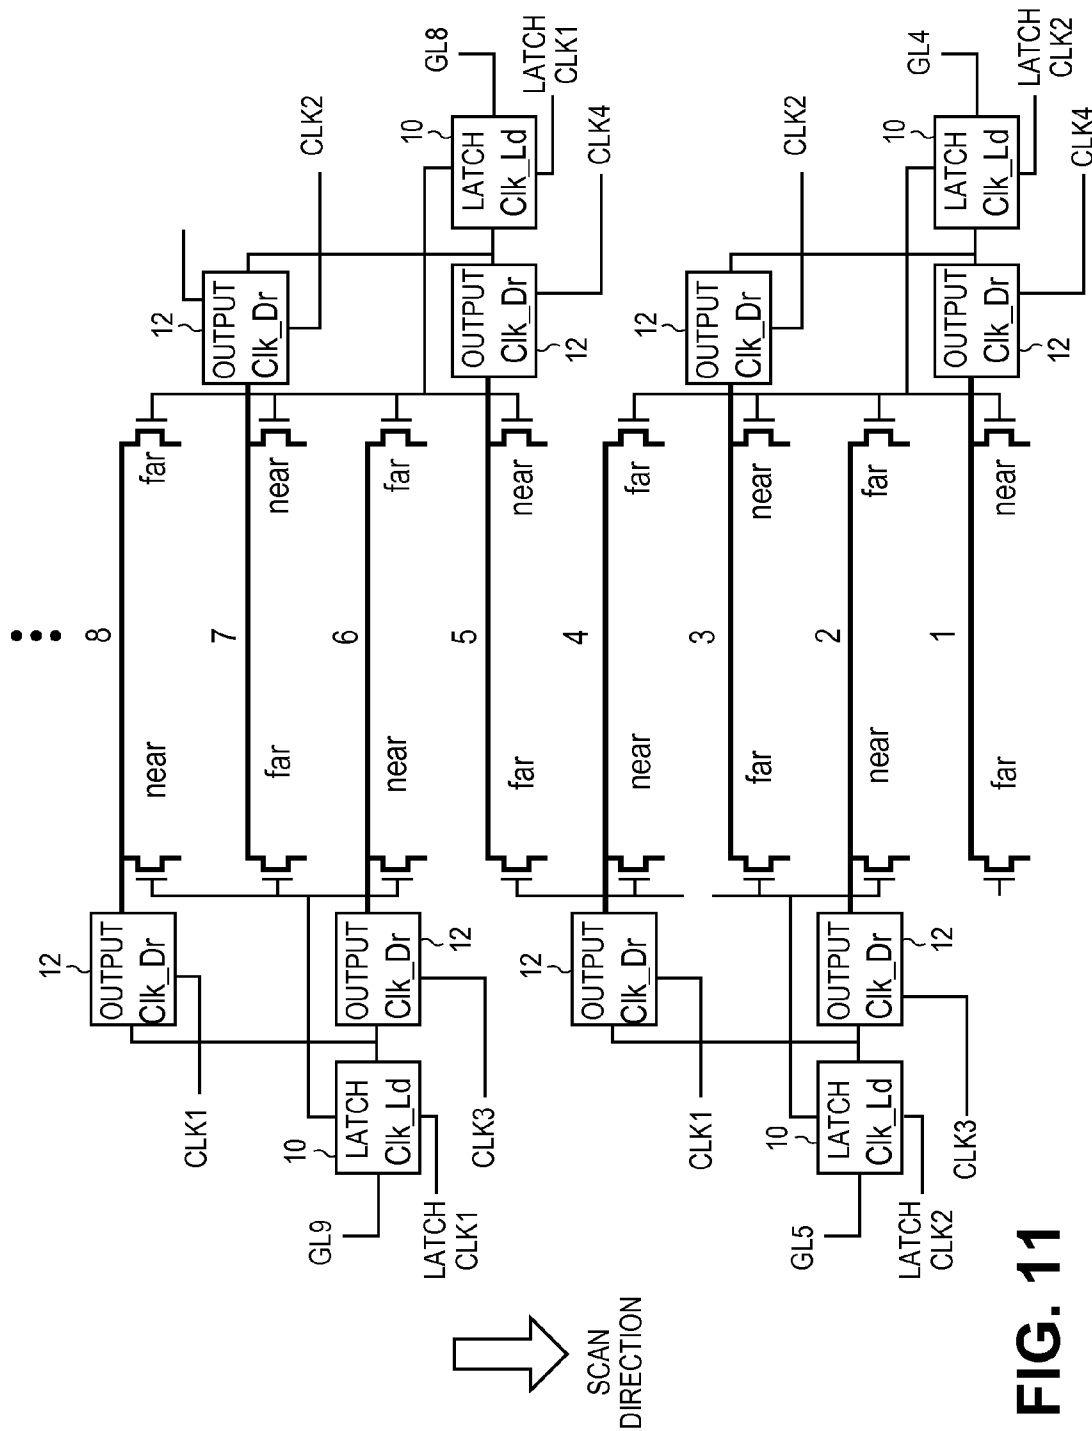 GL8
LATCH
CLK1
10
LATCH
Clk_Ld
CLK2
CLK4
12
OUTPUT
Clk_Dr
OUTPUT
Clk_Dr
12
far
near
far
near
8
7
6
5
near
far
near
far
12
OUTPUT
Clk_Dr
OUTPUT
Clk_Dr
12
CLK1
10
LATCH
Clk_Ld
CLK3
GL9
LATCH
CLK1
GL4
LATCH
CLK2
10
LATCH
Clk_Ld
CLK2
CLK4
12
OUTPUT
Clk_Dr
OUTPUT
Clk_Dr
12
far
near
far
near
4
3
2
1
near
far
near
far
12
OUTPUT
Clk_Dr
OUTPUT
Clk_Dr
12
CLK1
10
LATCH
Clk_Ld
CLK3
GL5
LATCH
CLK2
SCAN
DIRECTION
FIG. 11